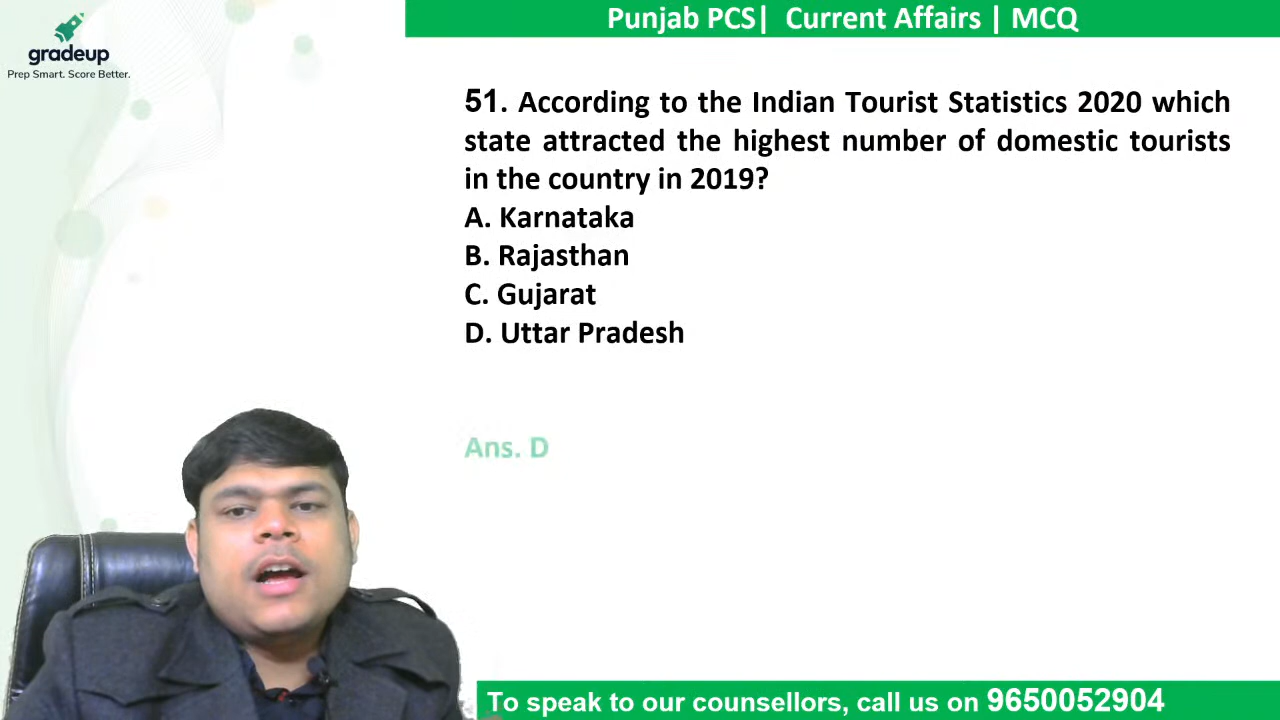 gradeup
Prep Smart. Score Better.
Punjab PCS| Current Affairs | MCQ
51. According to the Indian Tourist Statistics 2020 which
state attracted the highest number of domestic tourists
in the country in 2019?
A. Karnataka
B. Rajasthan
C. Gujarat
D. Uttar Pradesh
Ans. D
To speak to our counsellors, call us on 9650052904